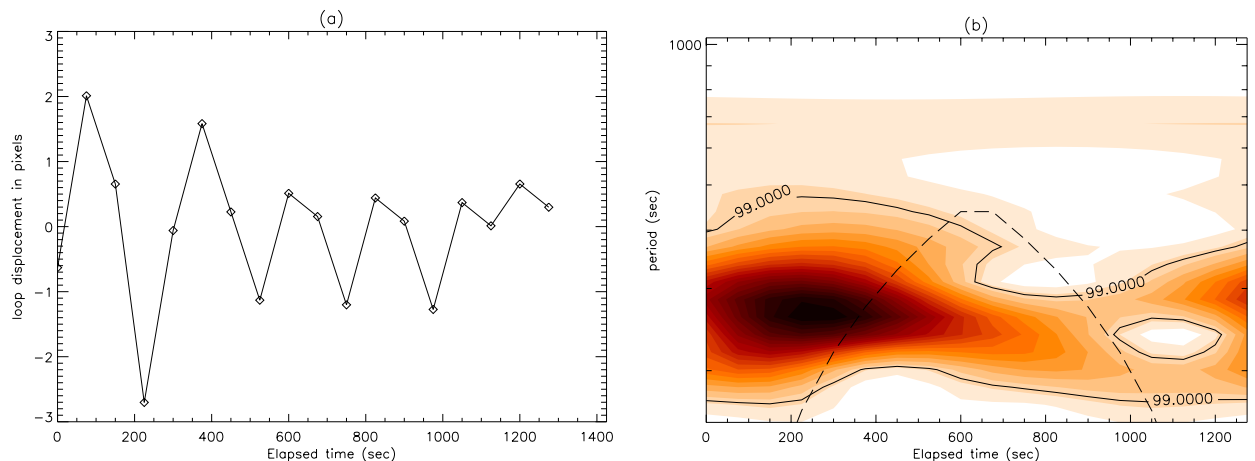 (a)
3
2
1
0
−1
−2
−3
loop displacement in pixels
0 200 400 600 800 1000 1200 1400
Elapsed time (sec)
(b)
1000
period (sec)
99.0000
99.0000
99.0000
0 200 400 600 800 1000 1200
Elapsed time (sec)